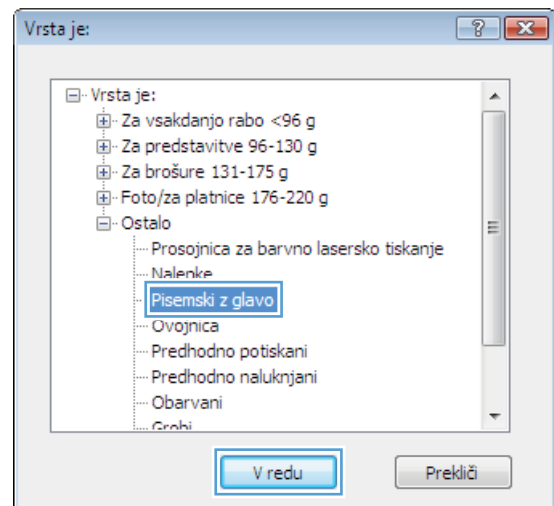 Vrsta je:
Vrsta je:
Za vsakdanjo rabo <96 g
Za predstavitve 96-130 g
Za brošure 131-175 g
Foto/za platnice 176-220 g
Ostalo
Prosojnica za barvno lasersko tiskanje
Nalepke
Pisemski z glavo
Ovojnica
Predhodno potiskani
Predhodno naluknjani
Obarvani
Grobi
V redu Prekliči